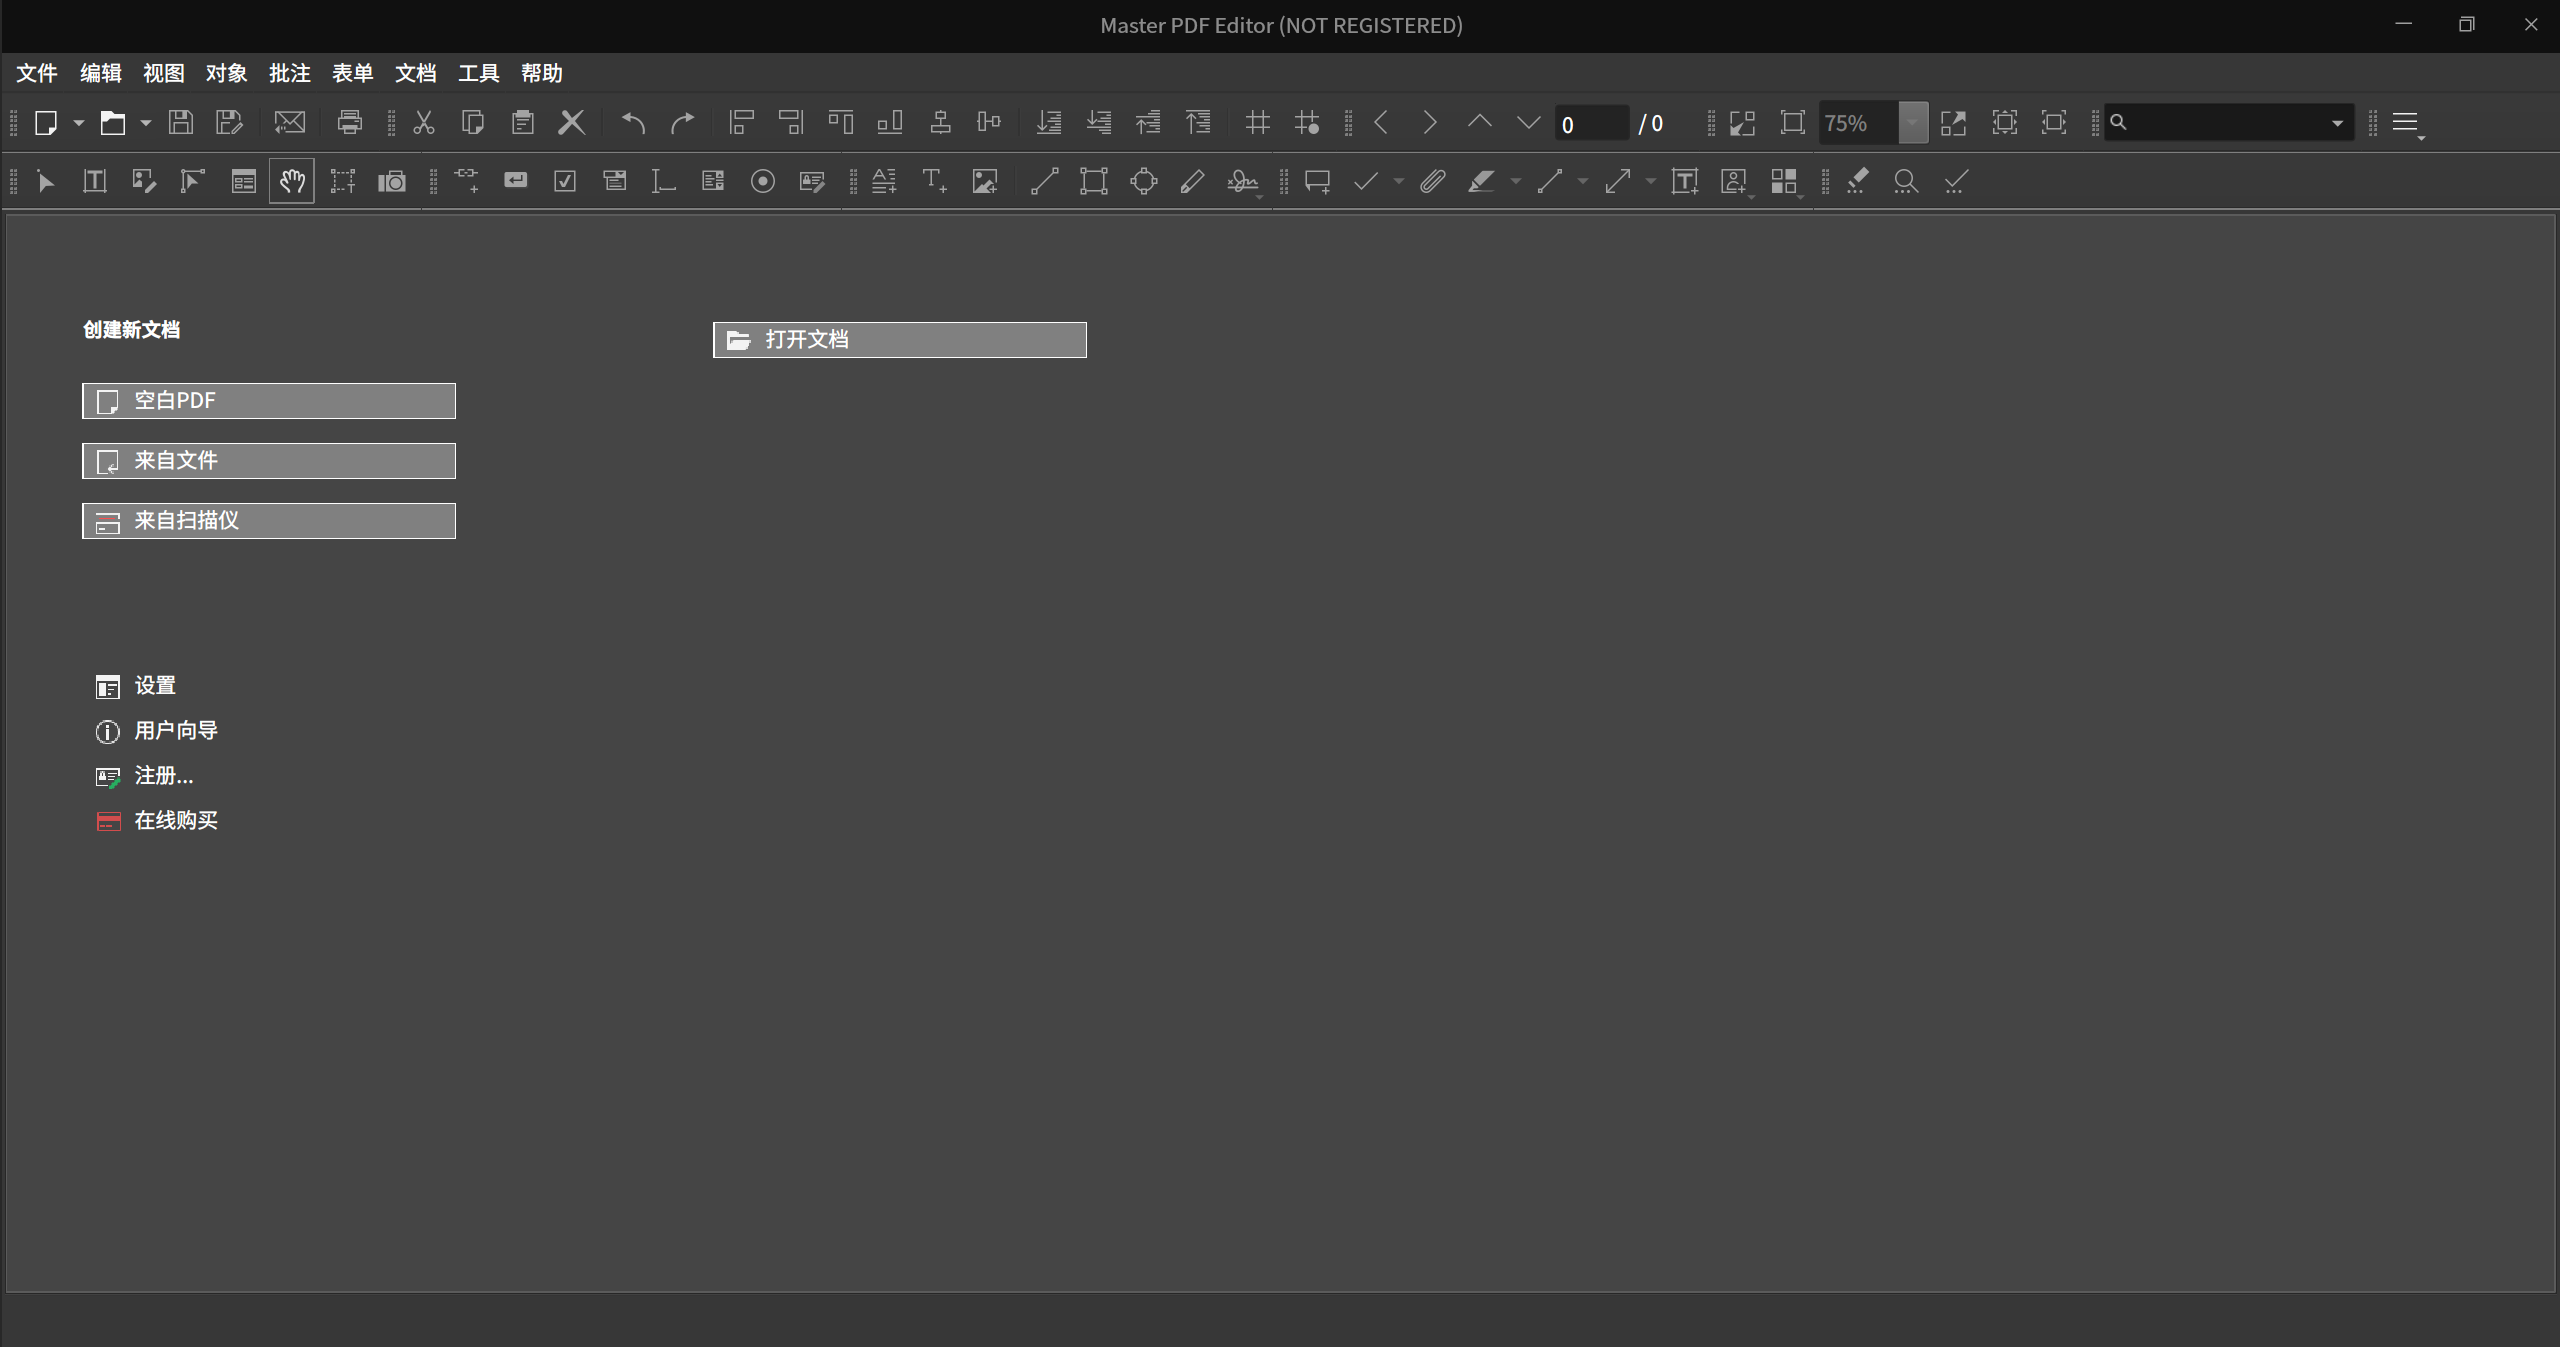 Master PDF Editor (NOT REGISTERED)
文件 编辑 视图 对象 批注 表单 文档 工具 帮助
0 / 0 75%
创建新文档
打开文档
空白PDF
来自文件
来自扫描仪
设置
用户向导
注册...
在线购买